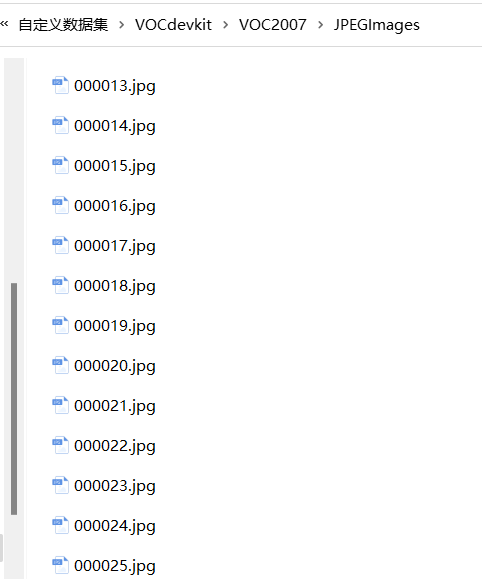 « 自定义数据集 › VOCdevkit › VOC2007 › JPEGImages
000013.jpg
000014.jpg
000015.jpg
000016.jpg
000017.jpg
000018.jpg
000019.jpg
000020.jpg
000021.jpg
000022.jpg
000023.jpg
000024.jpg
000025.jpg